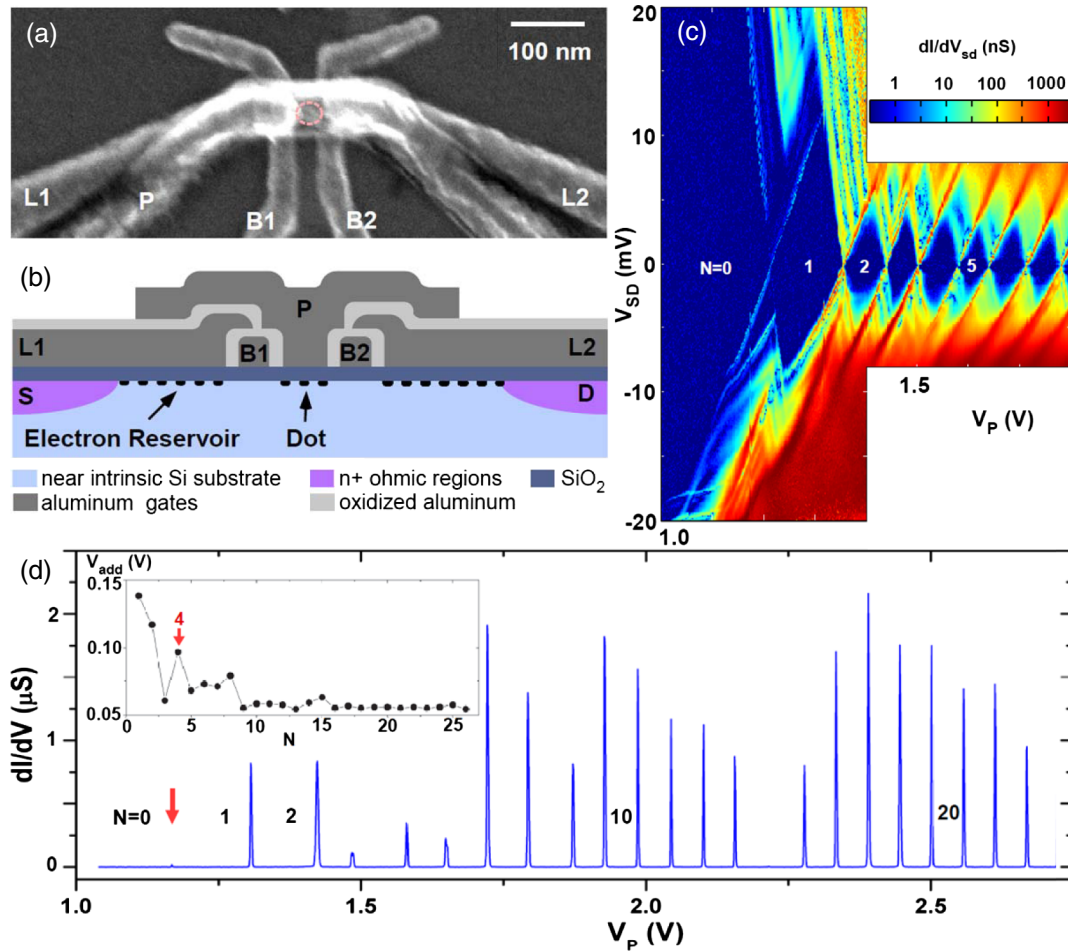 (a)
100 nm
L1
P
B1
B2
L2
(b)
P
L1
B1
B2
L2
S
D
Electron Reservoir
Dot
near intrinsic Si substrate
n+ ohmic regions
SiO2
aluminum gates
oxidized aluminum
(c)
dI/dVsd (nS)
1 10 100 1000
20
10
0
-10
-20
VSD (mV)
N=0
1
2
5
1.0
1.5
VP (V)
(d)
Vadd (V)
0.15
0.10
0.05
4
0 5 10 15 20 25
N
2
1
0
dI/dV (μS)
N=0
1
2
10
20
1.0 1.5 2.0 2.5
VP (V)